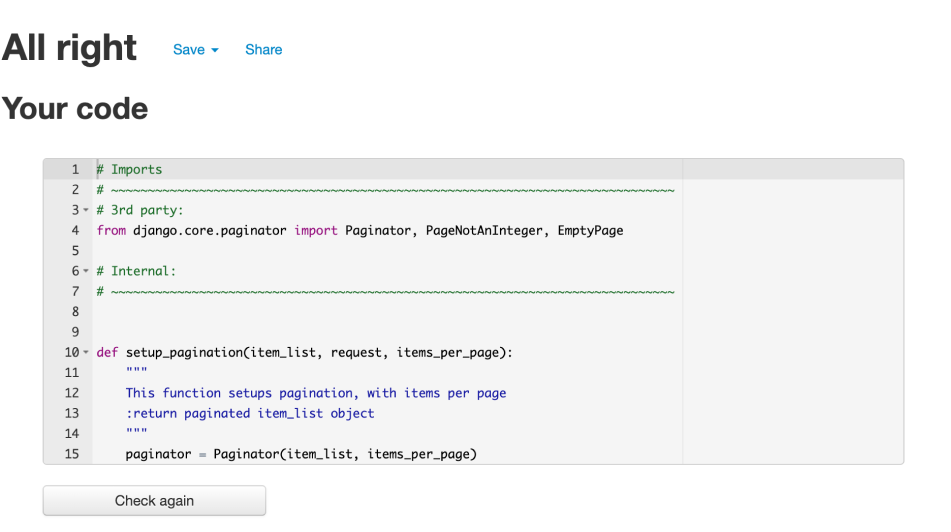 All right Save Share
Your code
1 # Imports
2 # ~~~~~~~~~~~~~~~~~~~~~~~~~~~~~~~~~~~~~~~~~~~~~~~~~~~~~~~~~~~~~~~~~~~~~~~~~~~~~
3 # 3rd party:
4 from django.core.paginator import Paginator, PageNotAnInteger, EmptyPage
5
6 # Internal:
7 # ~~~~~~~~~~~~~~~~~~~~~~~~~~~~~~~~~~~~~~~~~~~~~~~~~~~~~~~~~~~~~~~~~~~~~~~~~~~~~
8
9
10 def setup_pagination(item_list, request, items_per_page):
11     """
12     This function setups pagination, with items per page
13     :return paginated item_list object
14     """
15     paginator = Paginator(item_list, items_per_page)
Check again